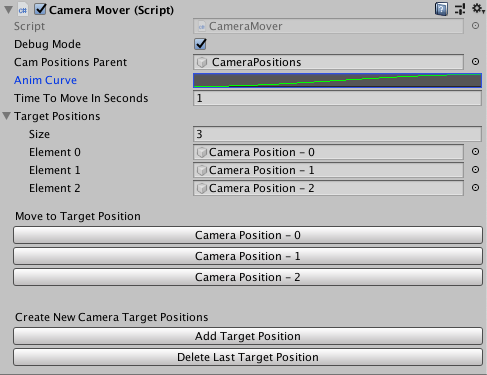 Camera Mover (Script)
Script CameraMover
Debug Mode
Cam Positions Parent CameraPositions
Anim Curve
Time To Move In Seconds 1
Target Positions
Size 3
Element 0 Camera Position - 0
Element 1 Camera Position - 1
Element 2 Camera Position - 2
Move to Target Position
Camera Position - 0
Camera Position - 1
Camera Position - 2
Create New Camera Target Positions
Add Target Position
Delete Last Target Position